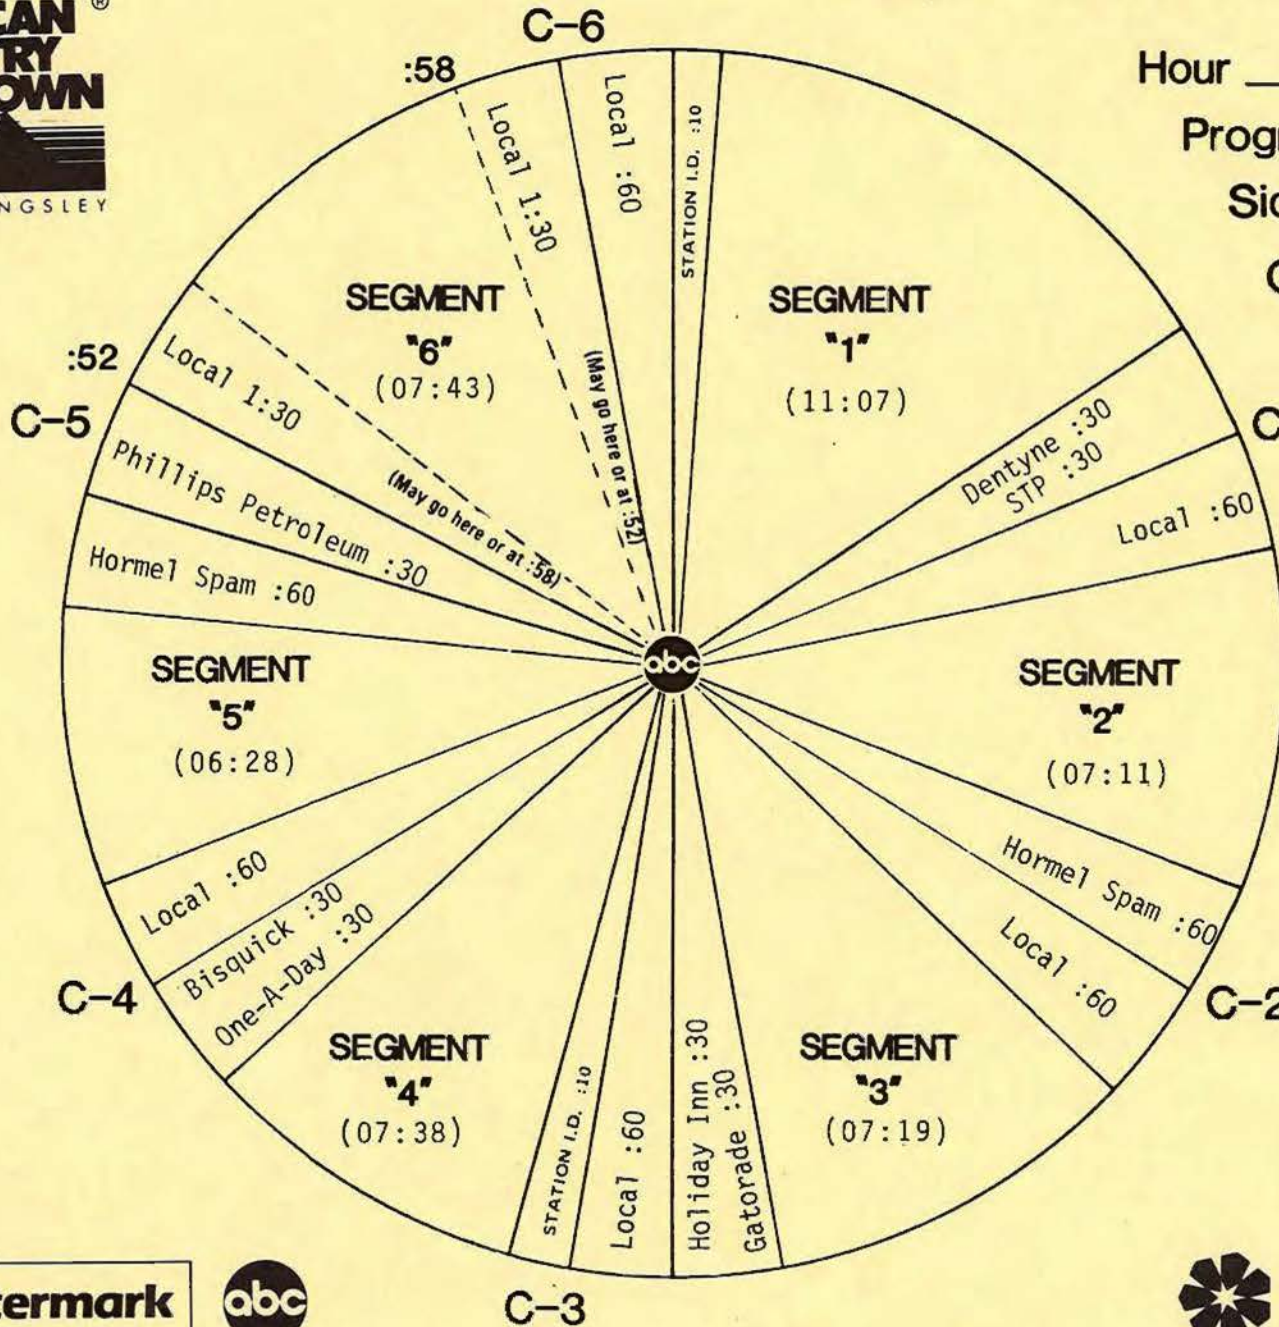 C-6
:58
Hour
NGSLEY
Local 1:30
Local :60
STATION I.D. :10
SEGMENT
"6"
(07:43)
(May go here or at :52)
SEGMENT
"1"
(11:07)
Dentyne :30
STP :30
Local :60
:52
C-5
Local 1:30
(May go here or at :58)
Phillips Petroleum :30
Hormel Spam :60
abc
SEGMENT
"5"
(06:28)
SEGMENT
"2"
(07:11)
Hormel Spam :60
Local :60
C-2
Local :60
Bisquick :30
One-A-Day :30
C-4
SEGMENT
"4"
(07:38)
STATION I.D. :10
Local :60
Holiday Inn :30
Gatorade :30
SEGMENT
"3"
(07:19)
C-3
termark
abc